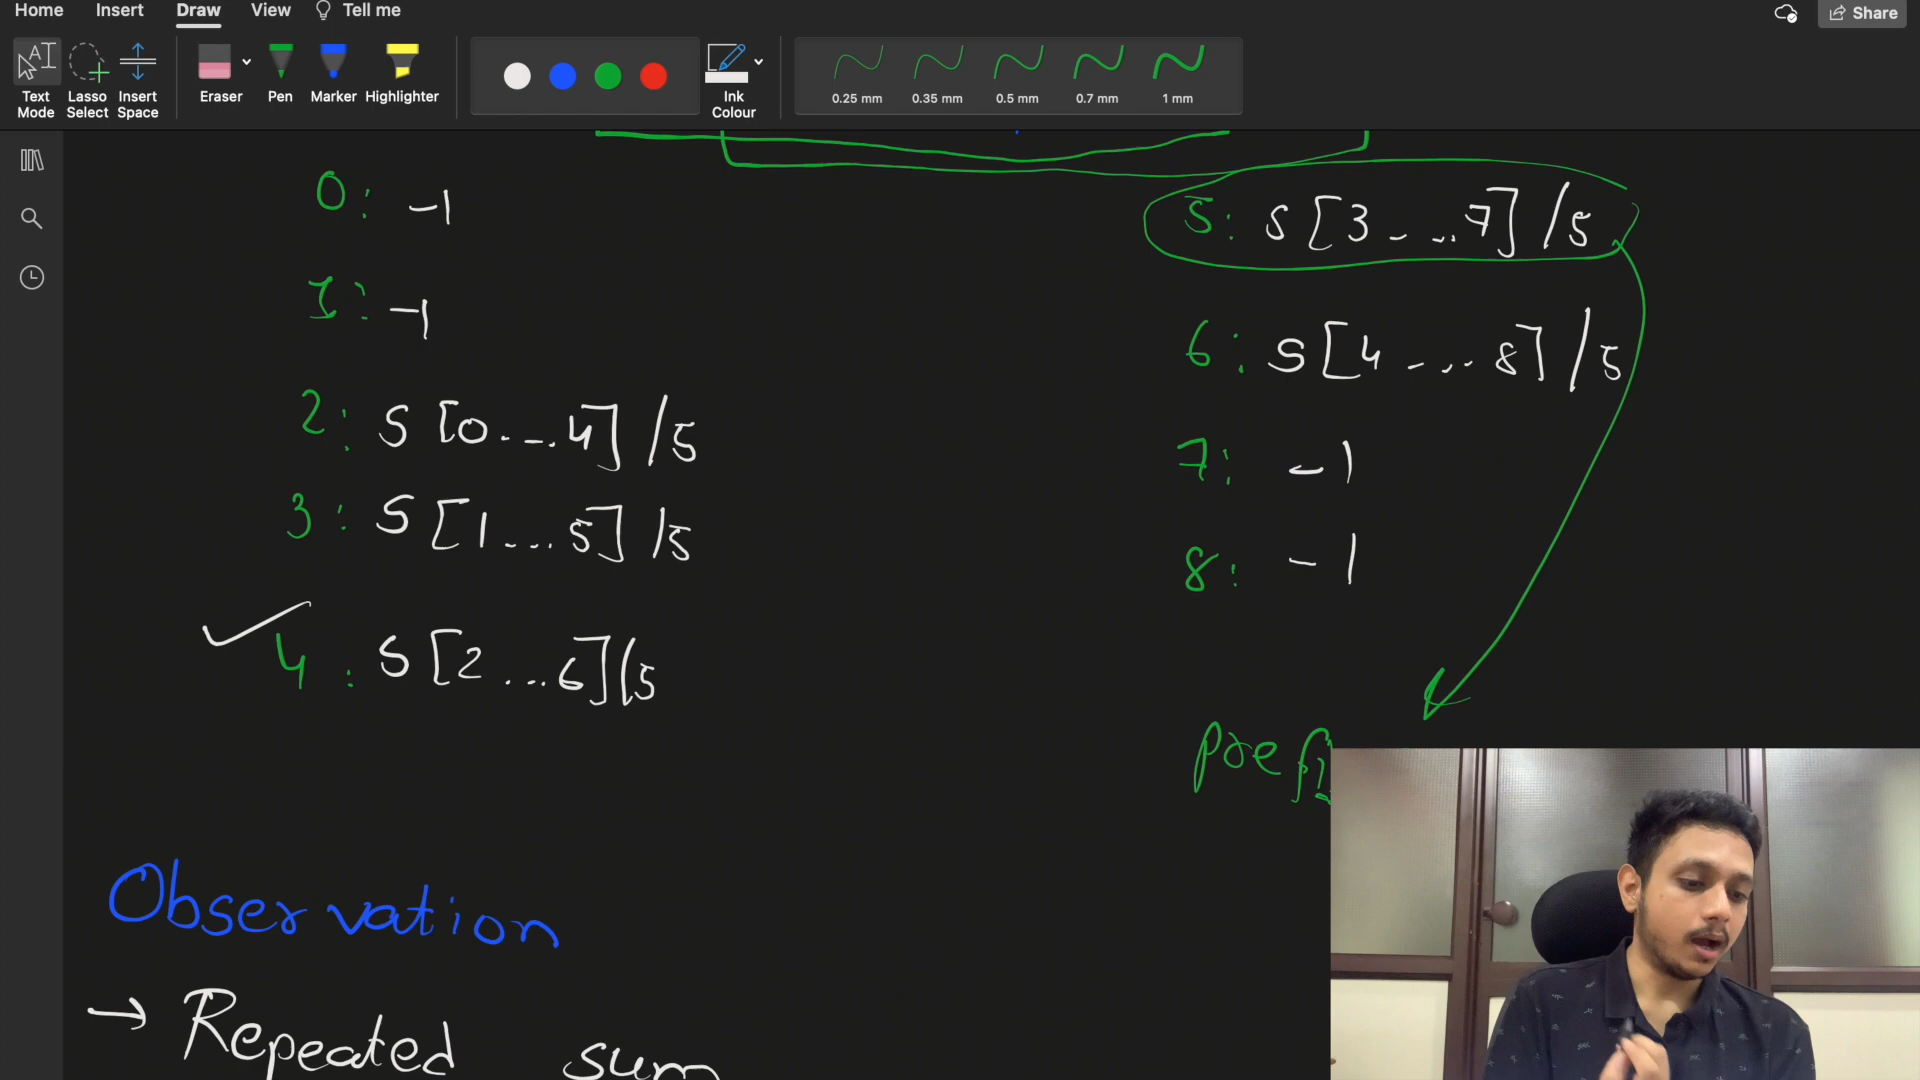 Home Insert Draw View Tell me
Share
Text Mode
Lasso Select
Insert Space
Eraser
Pen
Marker
Highlighter
Ink Colour
0.25 mm
0.35 mm
0.5 mm
0.7 mm
1 mm
0: -1
1: -1
2: S[0....4]/5
3: S[1....5]/5
4: S[2...6]/5
5: S[3-...7]/5
6: S[4-...8]/5
7: -1
8: -1
Observation
→ Repeated sum